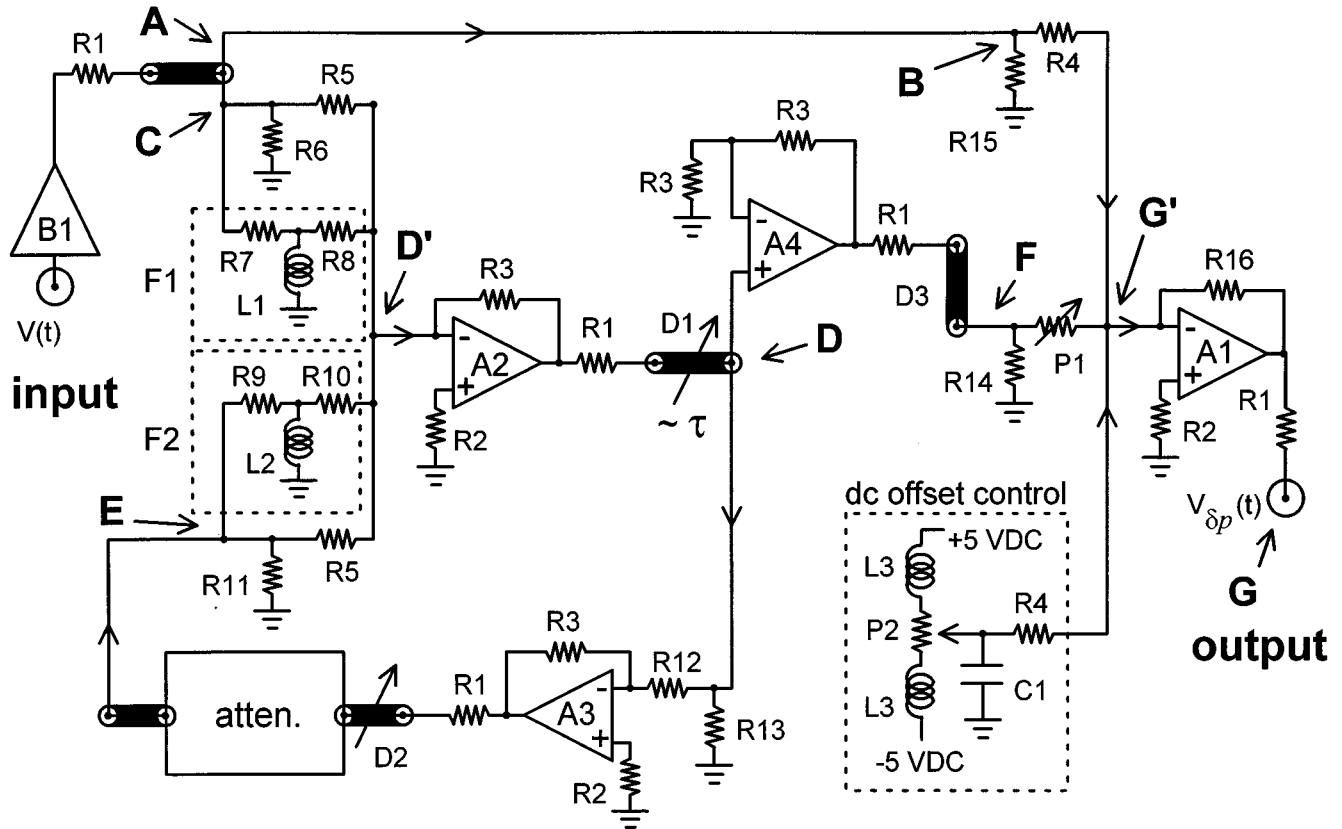 A
R1
R5
B
R4
C
R6
R15
R3
R3
B1
R7
R8
F1
L1
D'
A4
R1
F
G'
R16
V(t)
R3
D3
input
A2
R1
D1
D
P1
A1
R9
R10
R14
R1
F2
L2
R2
~ τ
R2
dc offset control
Vδp (t)
E
+5 VDC
L3
G
R11
R5
P2
R4
output
R3
R12
C1
R1
L3
atten.
A3
R13
D2
-5 VDC
R2